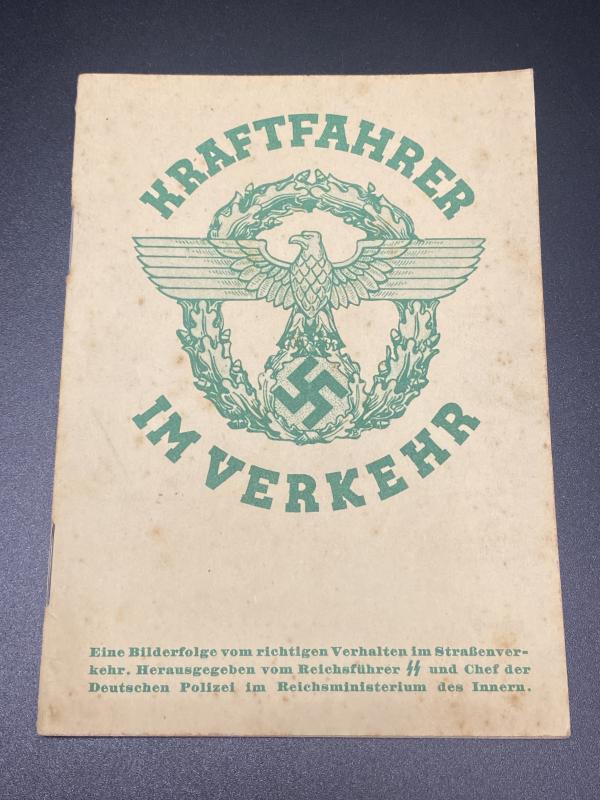 KRAFTFAHRER
IM VERKEHR
Eine Bilderfolge vom richtigen Verhalten im Straßenver-
kehr. Herausgegeben vom Reichsführer ᛋᛋ und Chef der
Deutschen Polizei im Reichsministerium des Innern.